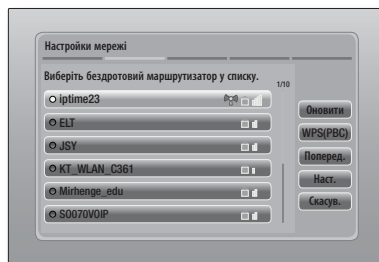 Настройки мережі
Виберіть бездротовий маршрутизатор у списку.
1/10
iptime23
ELT
JSY
KT_WLAN_C361
Mirhenge_edu
SO070VOIP
Оновити
WPS(PBC)
Поперед.
Наст.
Скасув.